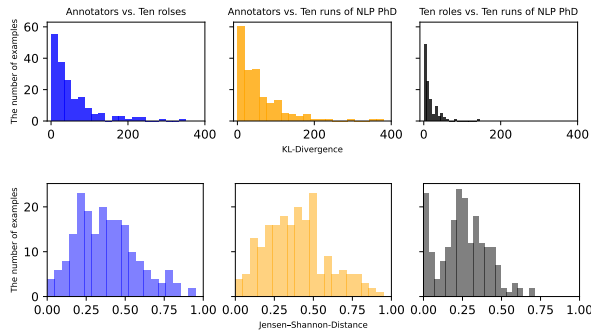 Annotators vs. Ten rolses
Annotators vs. Ten runs of NLP PhD
Ten roles vs. Ten runs of NLP PhD
The number of examples
60
40
20
0
0 200 400
0 200 400
0 200 400
KL-Divergence
The number of examples
20
10
0
0.00 0.25 0.50 0.75 1.00
0.00 0.25 0.50 0.75 1.00
0.00 0.25 0.50 0.75 1.00
Jensen–Shannon-Distance